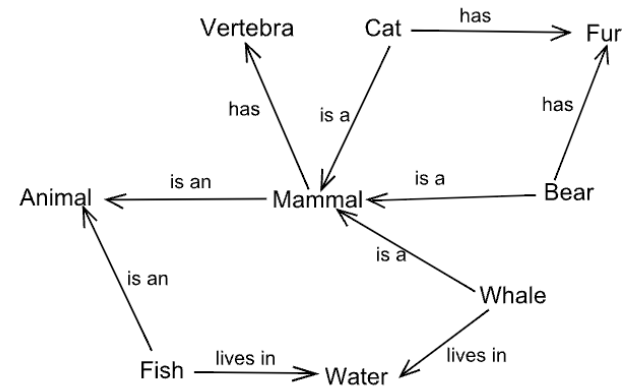 Vertebra
Cat
has
Fur
has
is a
has
is an
is a
Animal
Mammal
Bear
is a
is an
Whale
lives in
lives in
Fish
Water